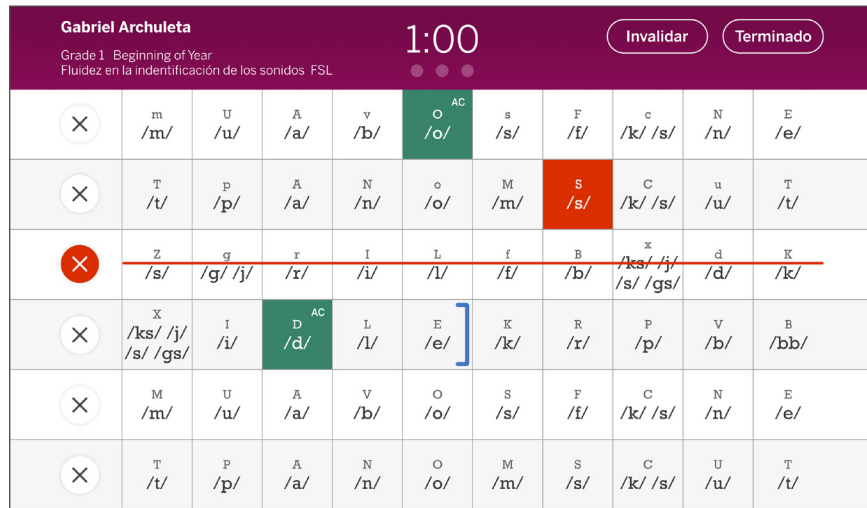 Gabriel Archuleta
Grade 1 Beginning of Year
Fluidez en la indentificación de los sonidos FSL
1:00
Invalidar
Terminado
m U A v O AC s F c N E
/m/ /u/ /a/ /b/ /o/ /s/ /f/ /k/ /s/ /n/ /e/
T p A N o M S C u T
/t/ /p/ /a/ /n/ /o/ /m/ /s/ /k/ /s/ /u/ /t/
Z g r I L f B x d K
/s/ /g/ /j/ /r/ /i/ /l/ /f/ /b/ /ks/ /j/ /s/ /gs/ /d/ /k/
X I D AC L E K R P V B
/ks/ /j/ /s/ /gs/ /i/ /d/ /l/ /e/ /k/ /r/ /p/ /b/ /bb/
M U A V O S F C N E
/m/ /u/ /a/ /b/ /o/ /s/ /f/ /k/ /s/ /n/ /e/
T P A N O M S C U T
/t/ /p/ /a/ /n/ /o/ /m/ /s/ /k/ /s/ /u/ /t/